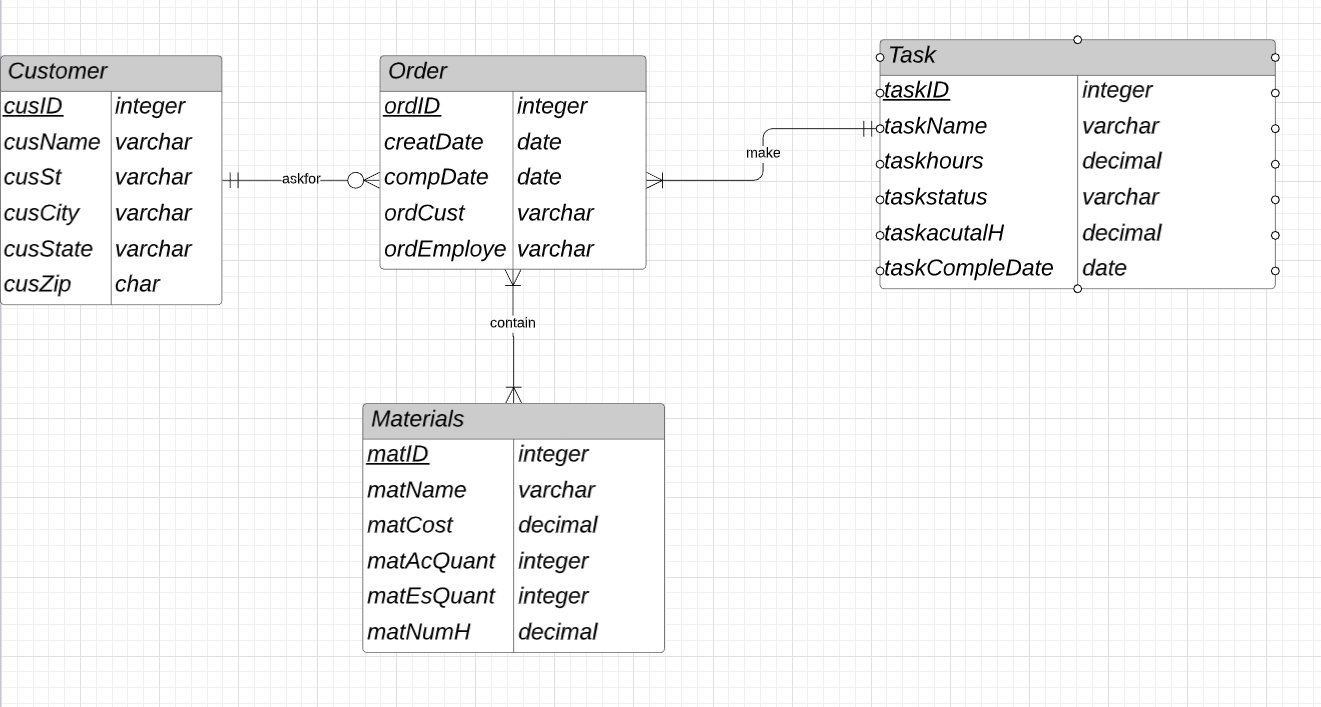 Customer
cusID integer
cusName varchar
cusSt varchar
cusCity varchar
cusState varchar
cusZip char
askfor
Order
ordID integer
creatDate date
compDate date
ordCust varchar
ordEmploye varchar
make
Task
taskID integer
taskName varchar
taskhours decimal
taskstatus varchar
taskacutalH decimal
taskCompleDate date
contain
Materials
matID integer
matName varchar
matCost decimal
matAcQuant integer
matEsQuant integer
matNumH decimal